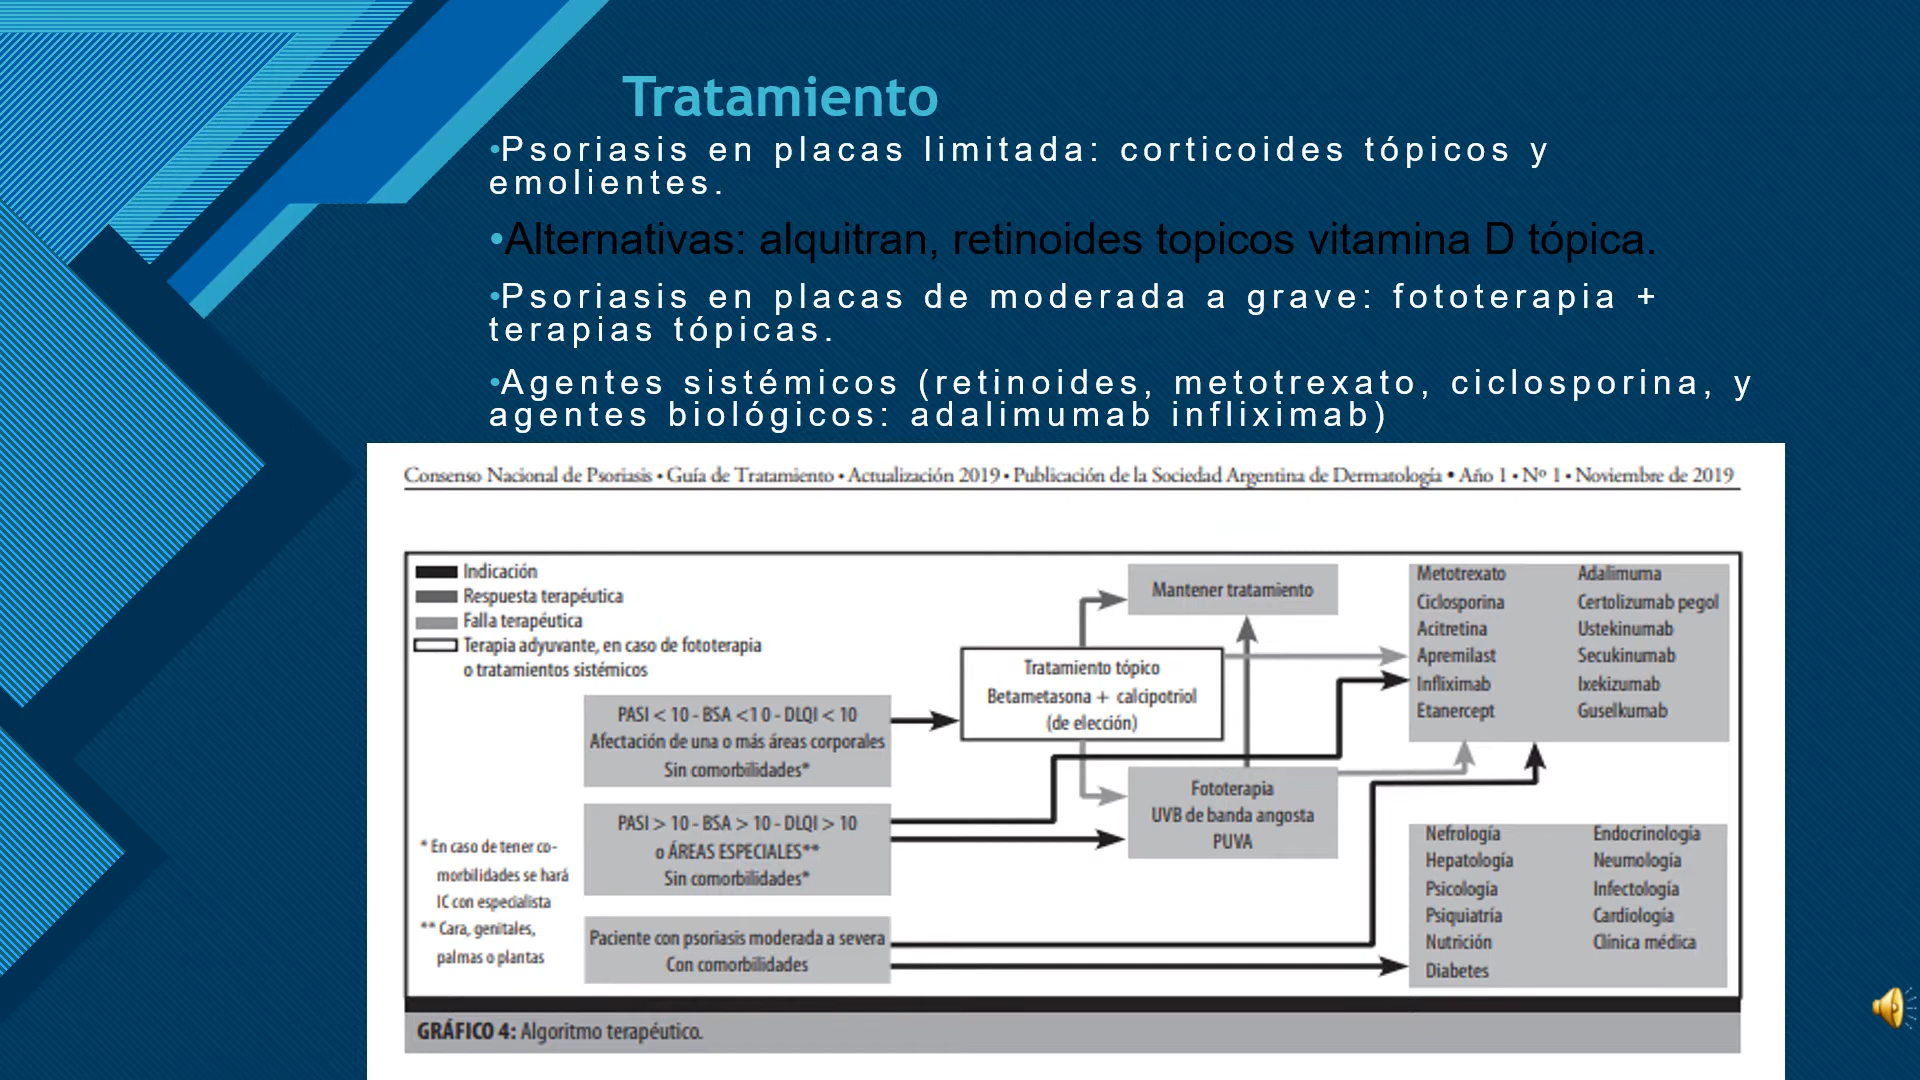 Tratamiento
•Psoriasis en placas limitada: corticoides tópicos y
emolientes.
•Alternativas: alquitran, retinoides topicos vitamina D tópica.
•Psoriasis en placas de moderada a grave: fototerapia +
terapias tópicas.
•Agentes sistémicos (retinoides, metotrexato, ciclosporina, y
agentes biológicos: adalimumab infliximab)
Consenso Nacional de Psoriasis • Guía de Tratamiento • Actualización 2019 • Publicación de la Sociedad Argentina de Dermatología • Año 1 • Nº 1 • Noviembre de 2019
Indicación
Respuesta terapéutica
Falla terapéutica
Terapia adyuvante, en caso de fototerapia
o tratamientos sistémicos
PASI < 10 - BSA <10 - DLQI < 10
Afectación de una o más áreas corporales
Sin comorbilidades*
PASI > 10 - BSA > 10 - DLQI > 10
o ÁREAS ESPECIALES**
Sin comorbilidades*
Paciente con psoriasis moderada a severa
Con comorbilidades
* En caso de tener co-
morbilidades se hará
IC con especialista
** Cara, genitales,
palmas o plantas
Tratamiento tópico
Betametasona + calcipotriol
(de elección)
Mantener tratamiento
Fototerapia
UVB de banda angosta
PUVA
Metotrexato
Ciclosporina
Acitretina
Apremilast
Infliximab
Etanercept
Adalimuma
Certolizumab pegol
Ustekinumab
Secukinumab
Ixekizumab
Guselkumab
Nefrología
Hepatología
Psicología
Psiquiatría
Nutrición
Diabetes
Endocrinología
Neumología
Infectología
Cardiología
Clínica médica
GRÁFICO 4: Algoritmo terapéutico.